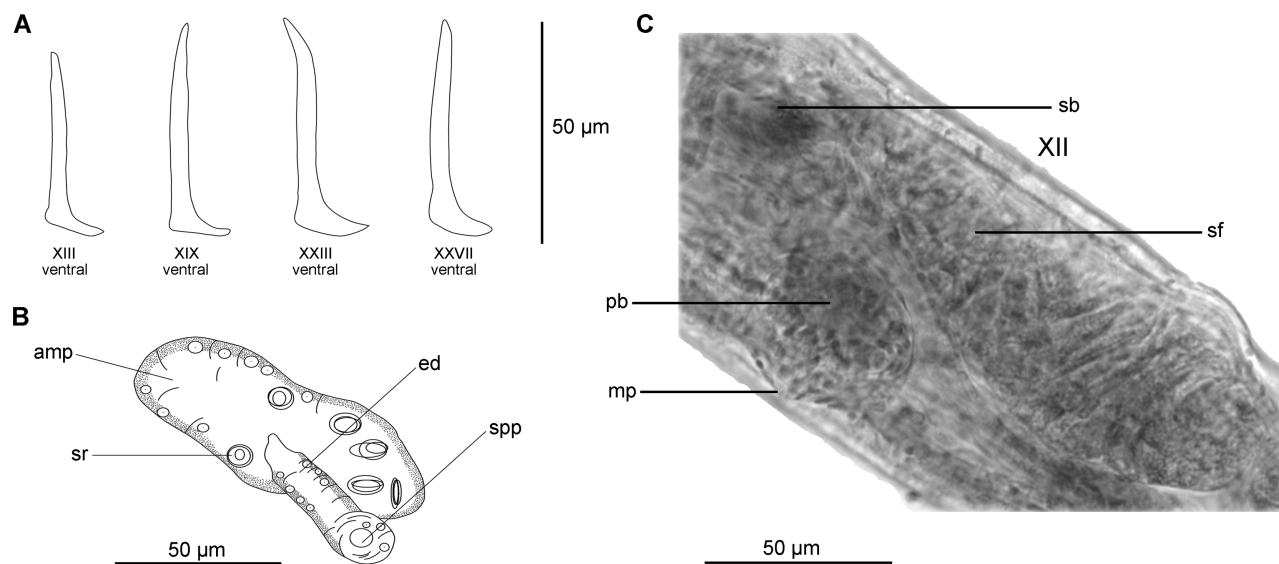 A
XIII
ventral
XIX
ventral
XXIII
ventral
XXVII
ventral
50 µm
B
amp
ed
spp
sr
50 µm
C
sb
XII
sf
pb
mp
50 µm